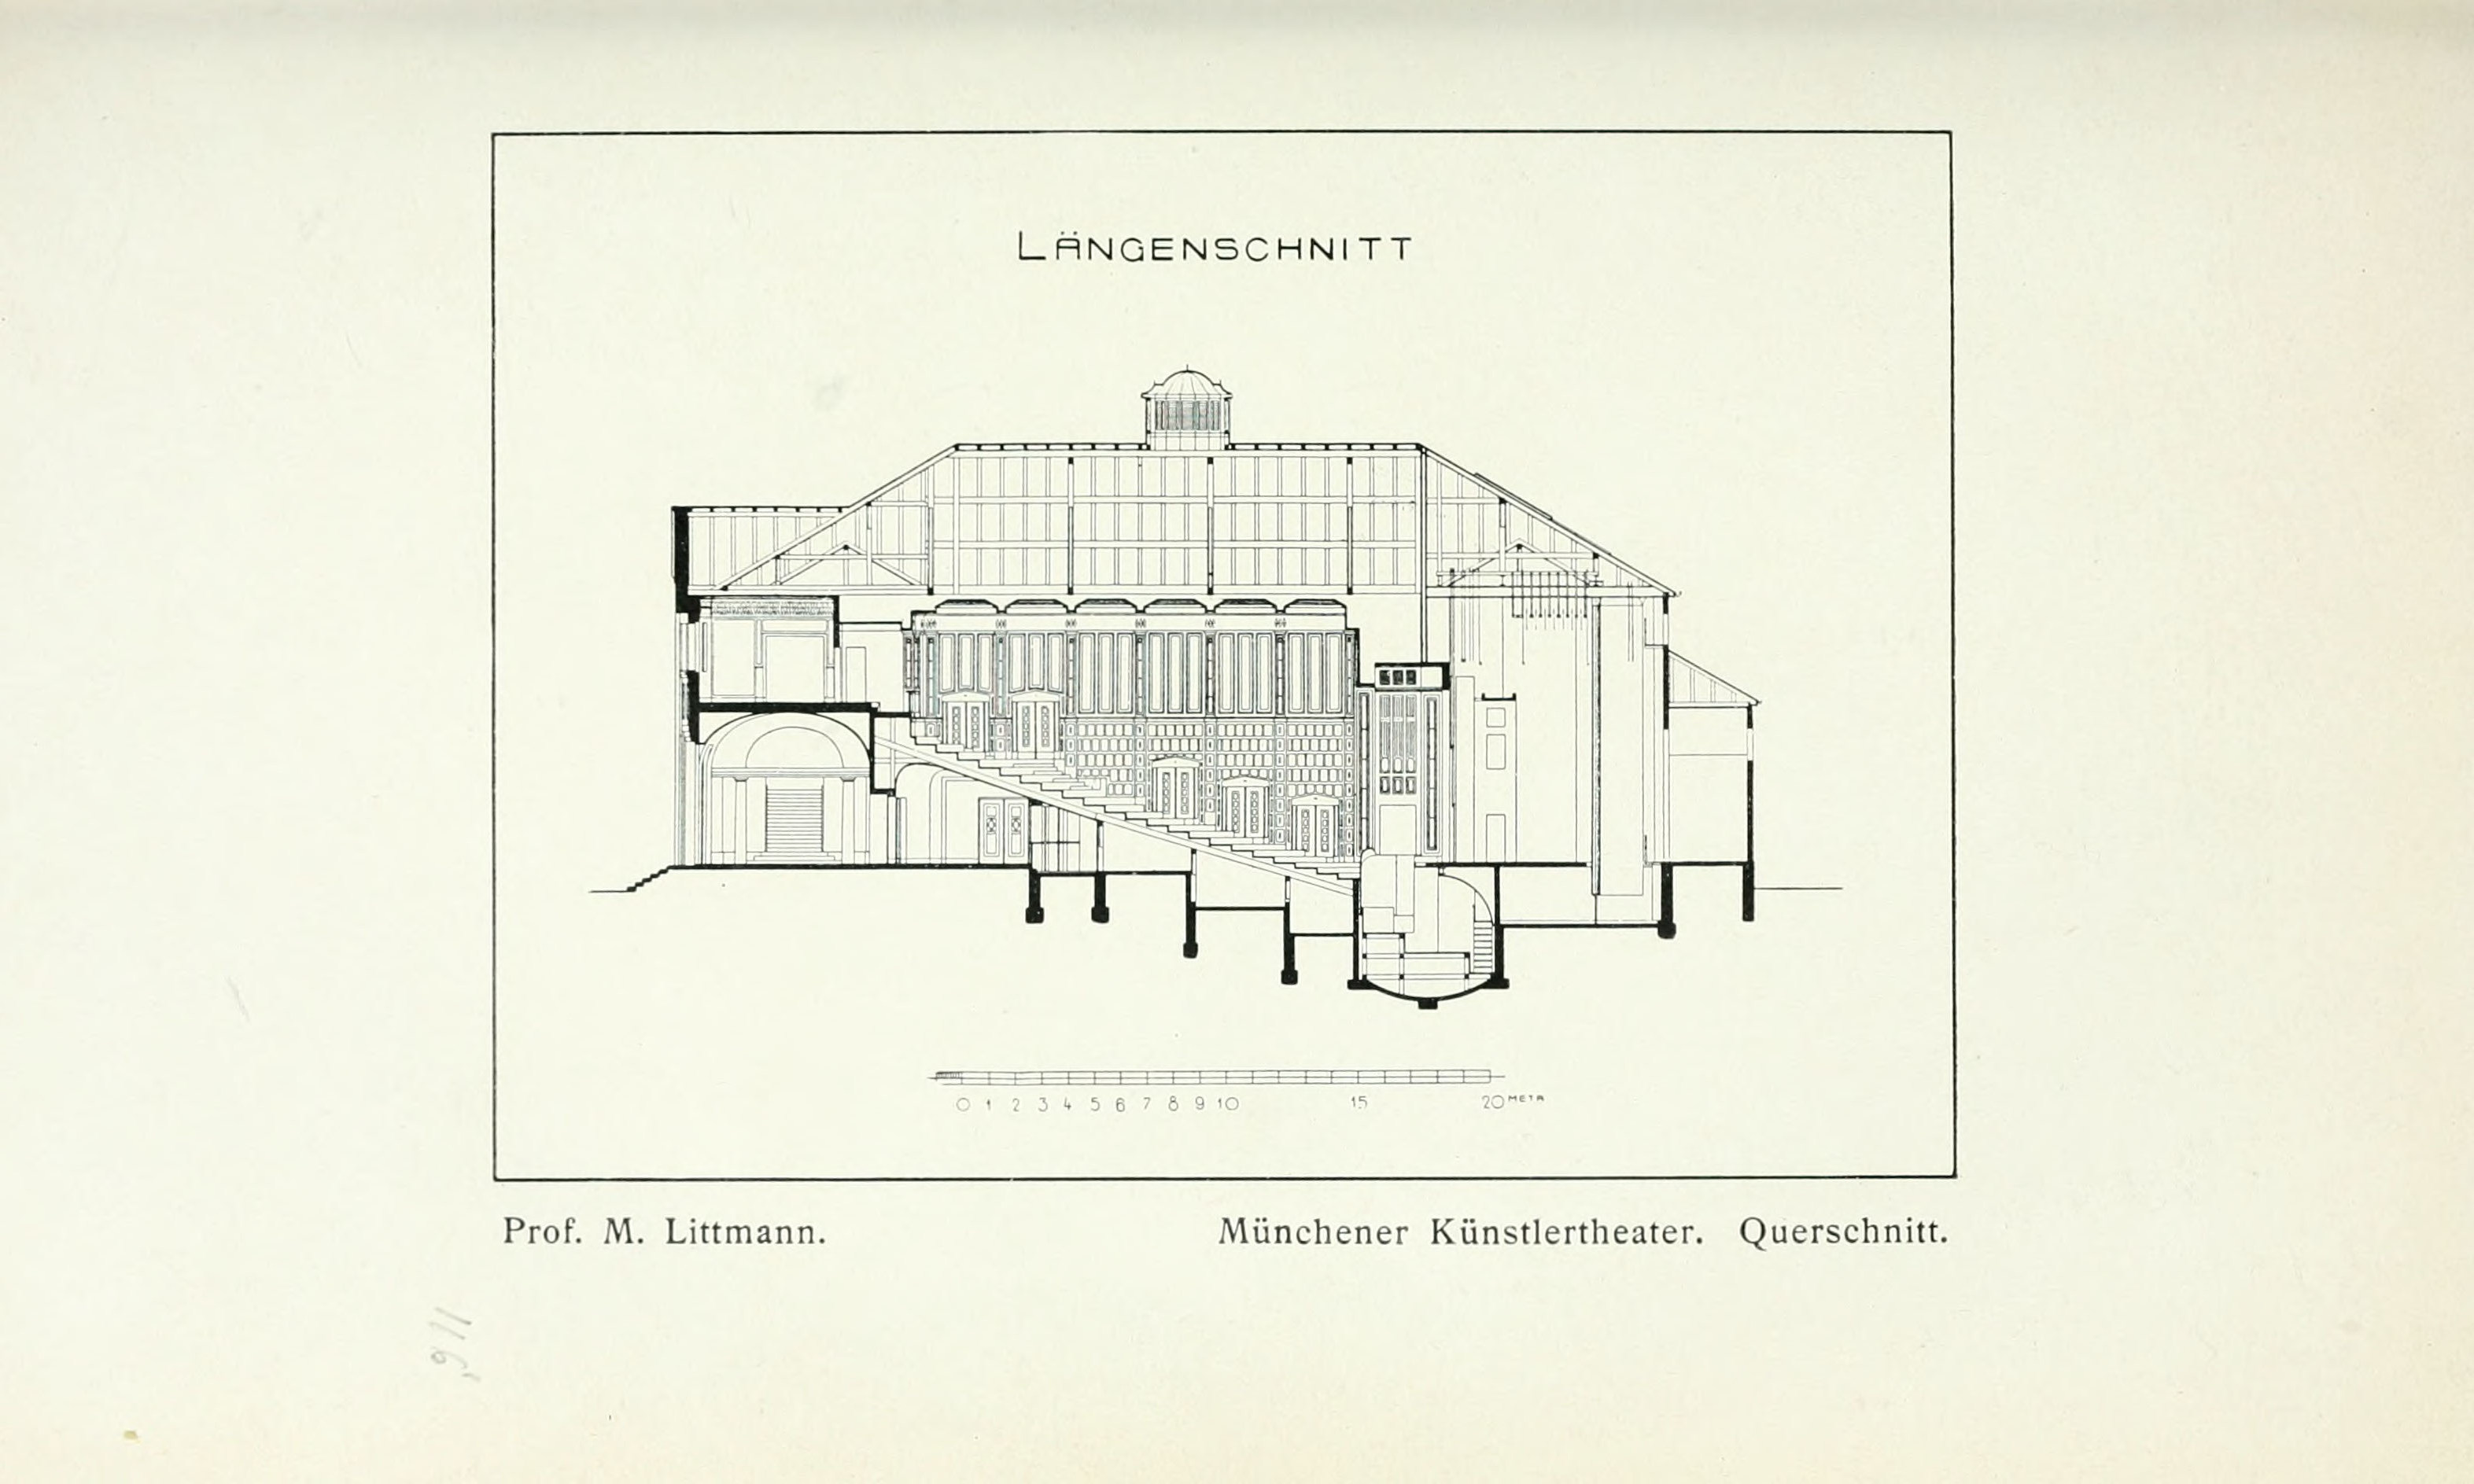 LÄNGENSCHNITT
0 1 2 3 4 5 6 7 8 9 10 15 20 METR
Prof. M. Littmann. Münchener Künstlertheater. Querschnitt.